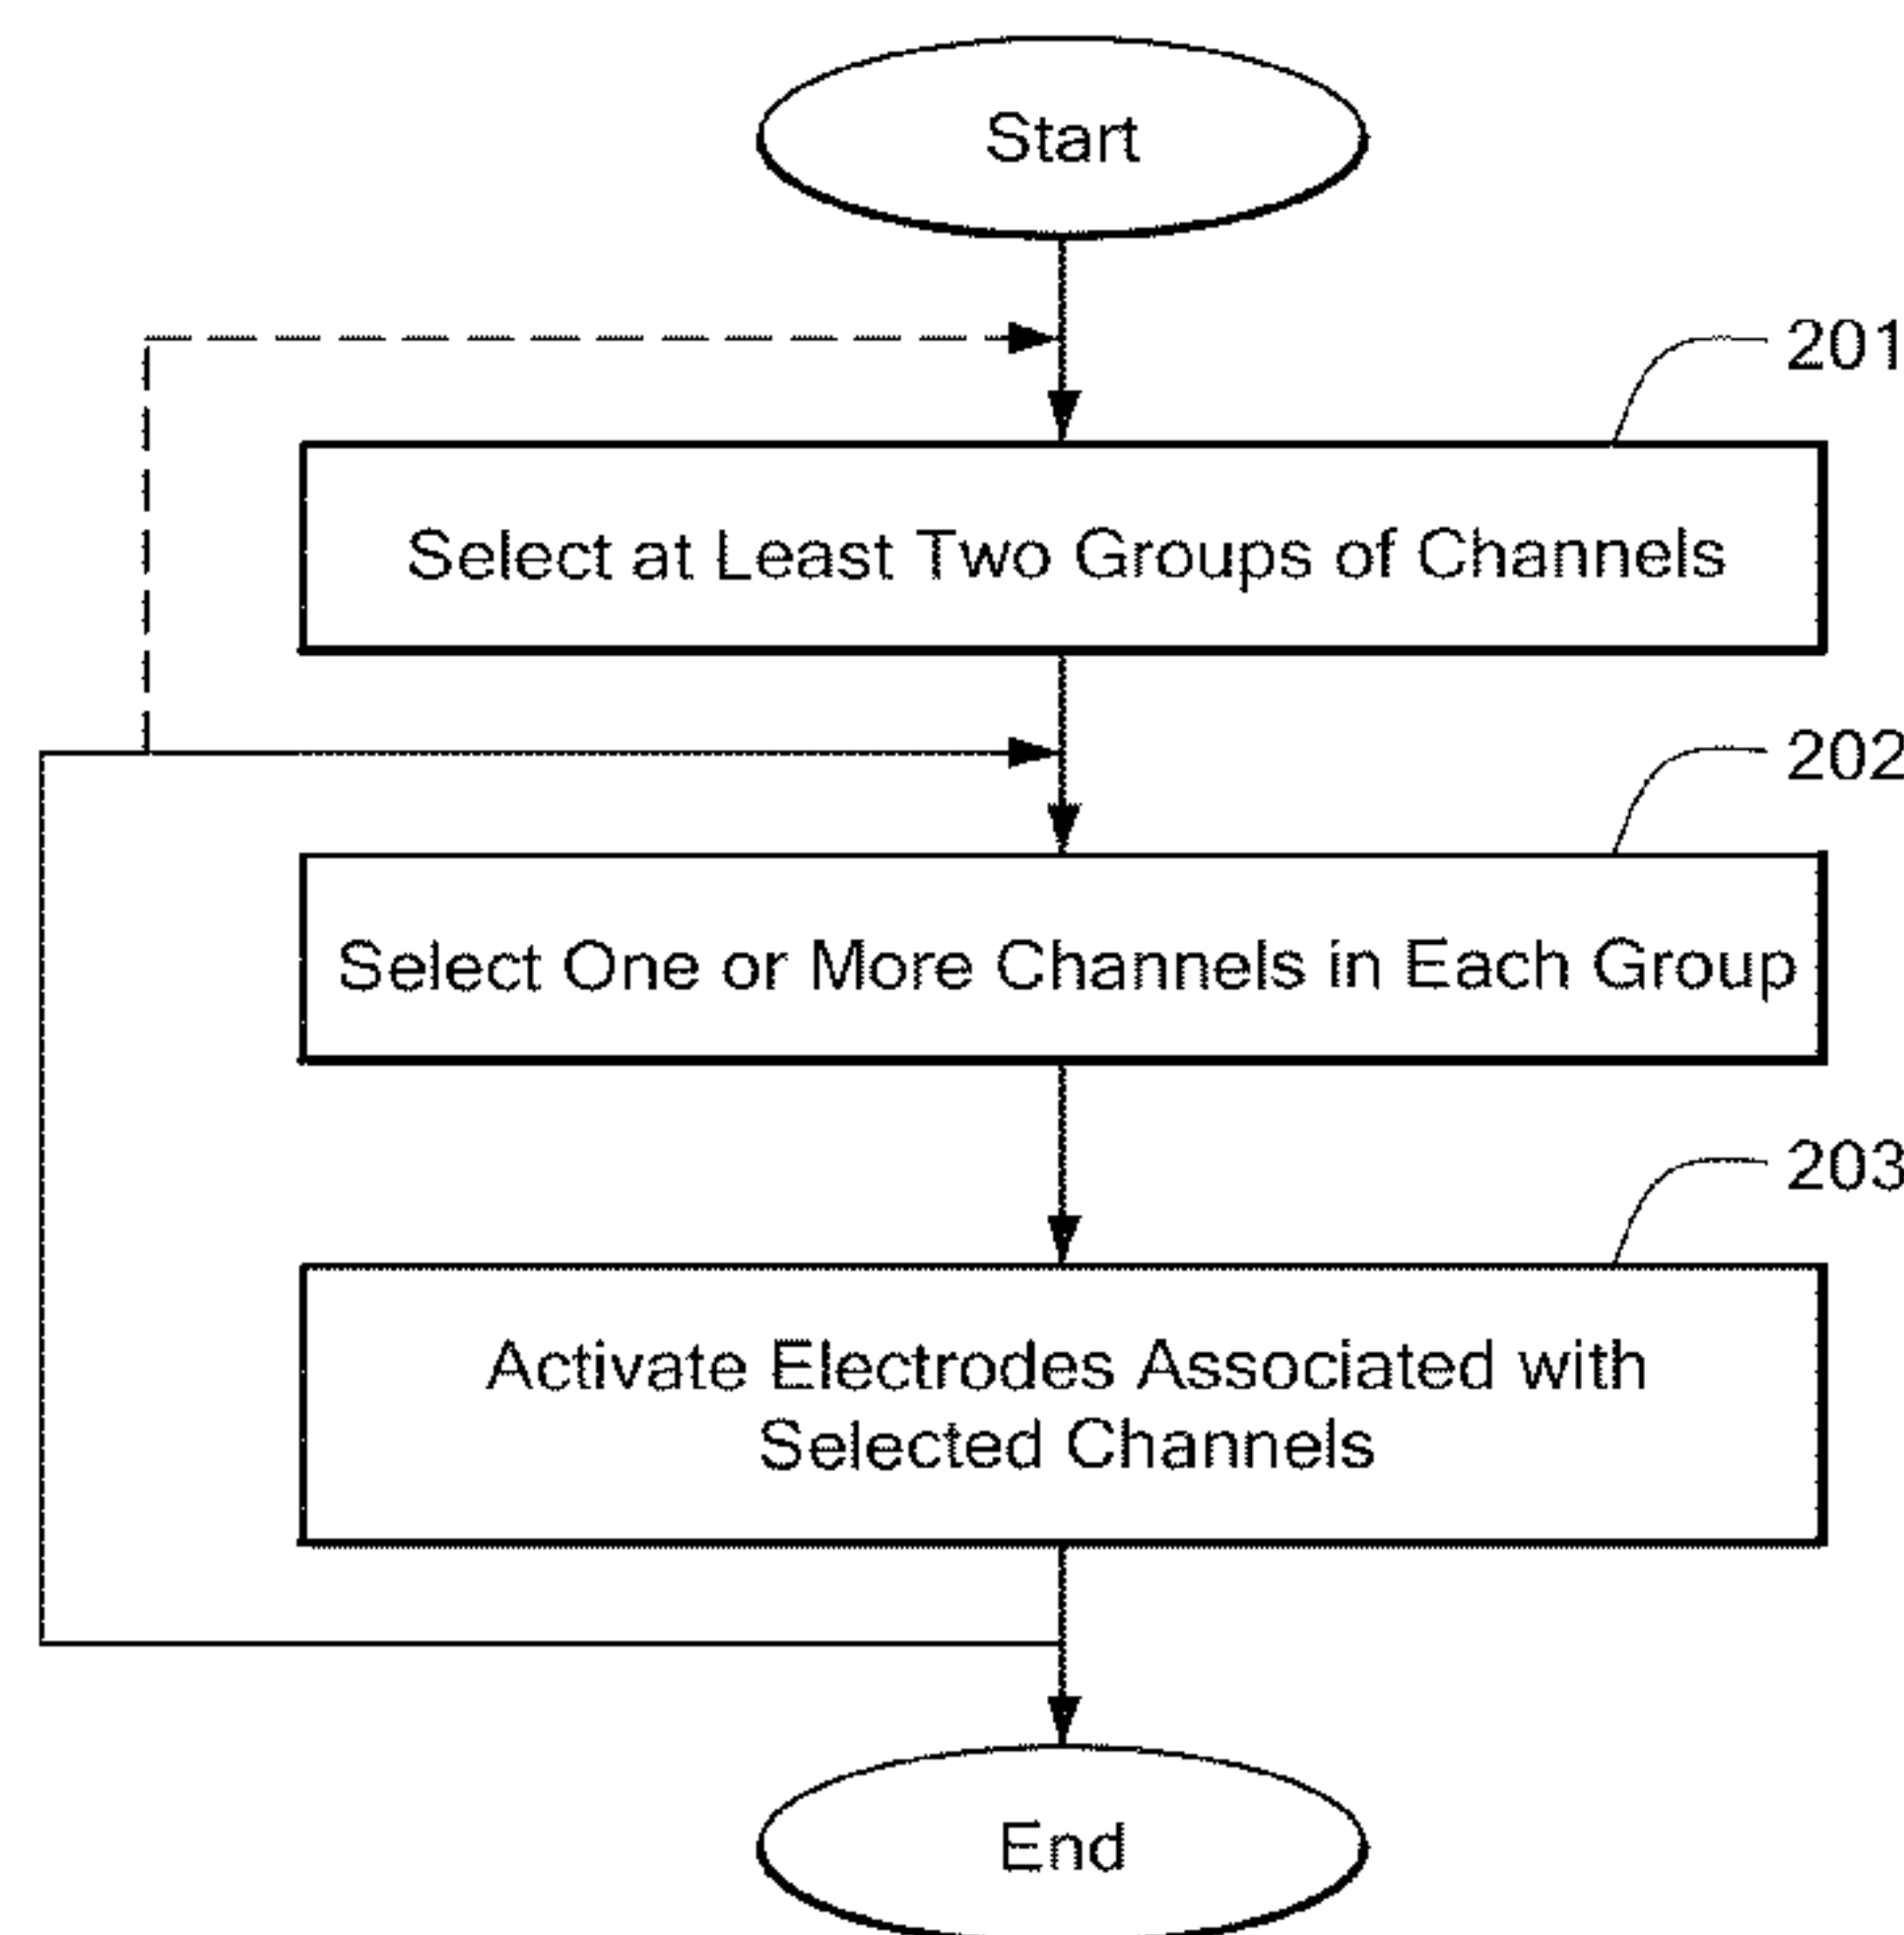 Start
201
Select at Least Two Groups of Channels
202
Select One or More Channels in Each Group
203
Activate Electrodes Associated with
Selected Channels
End